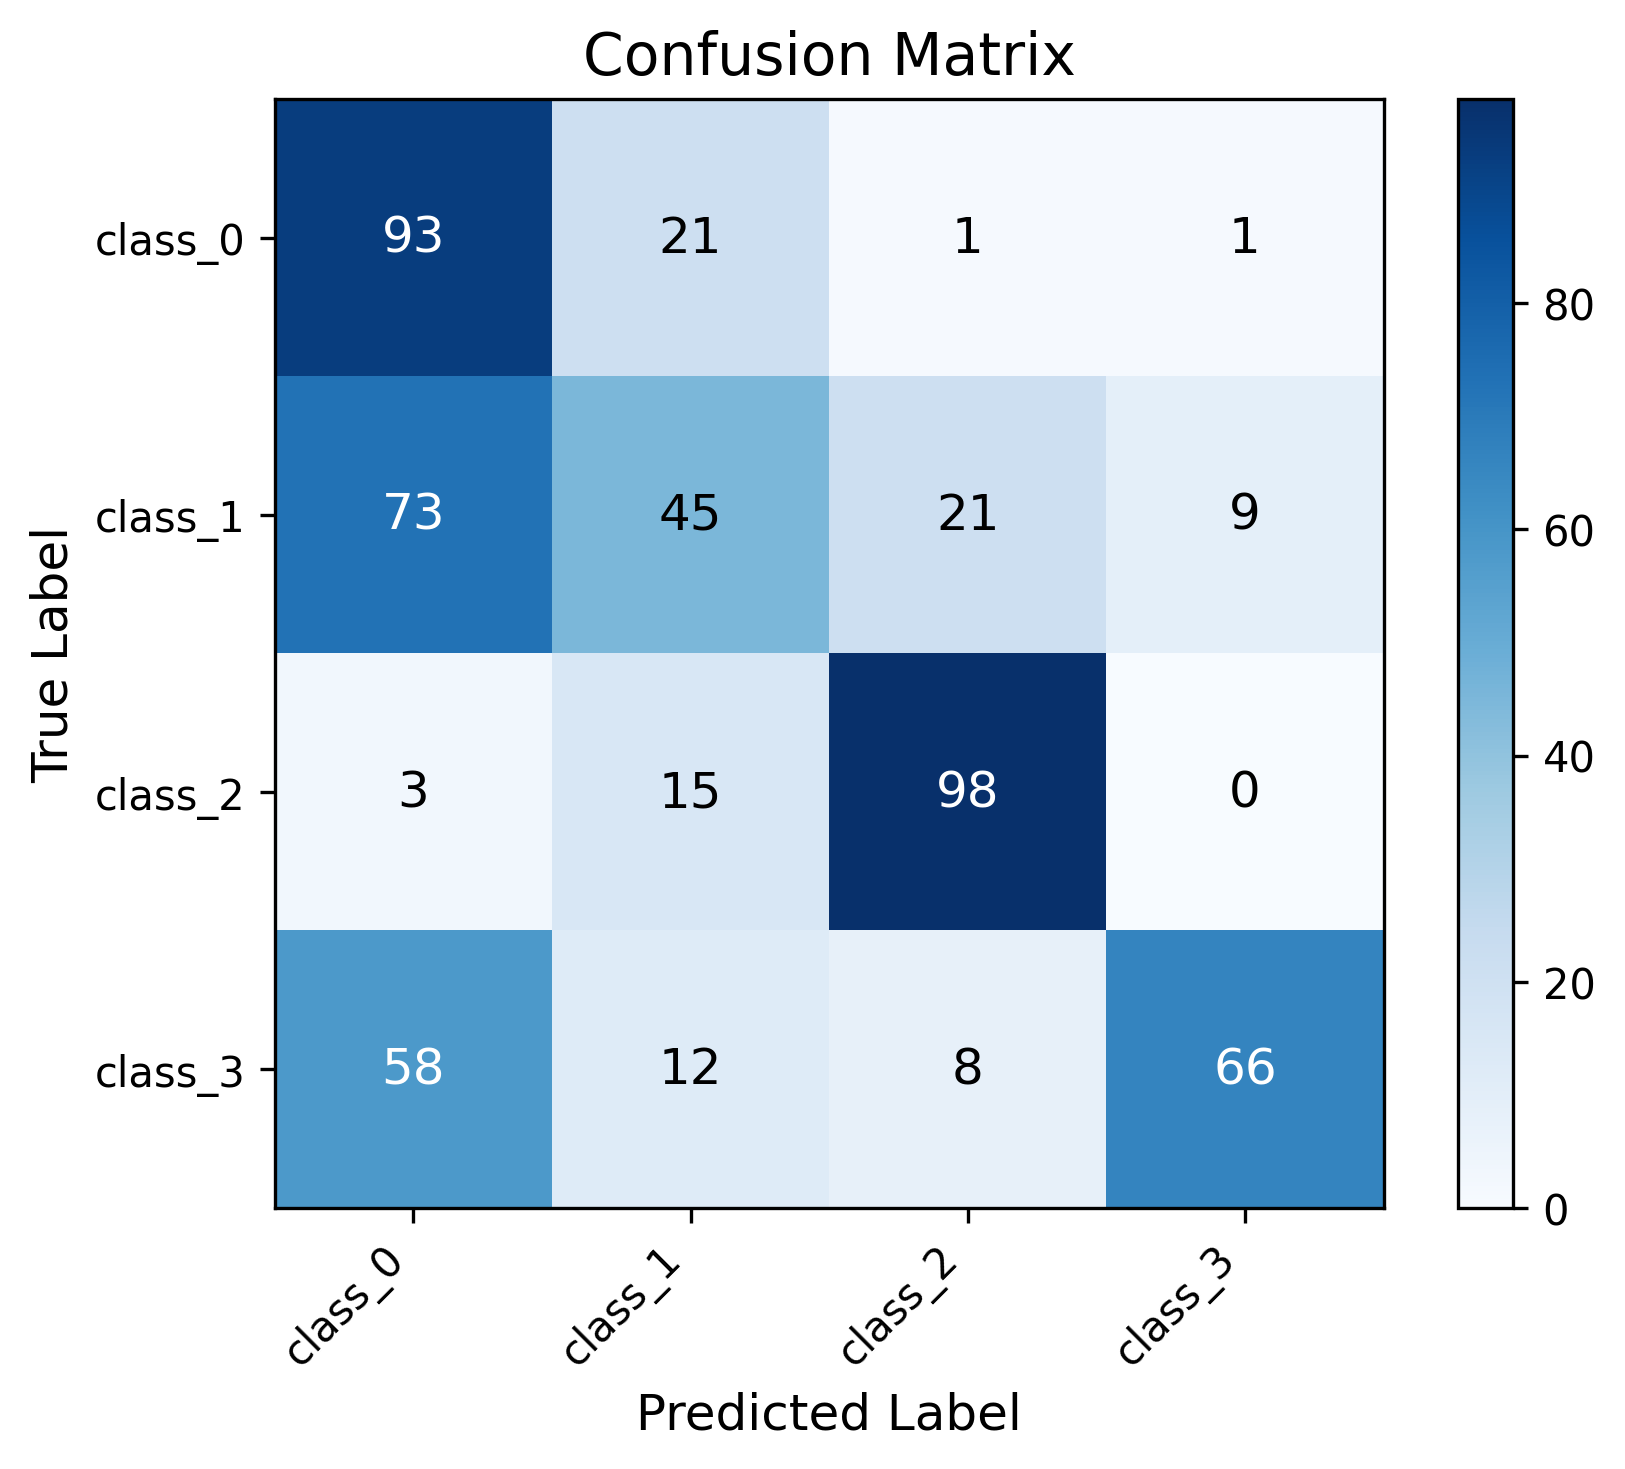 Confusion Matrix
class_0 93 21 1 1
class_1 73 45 21 9
class_2 3 15 98 0
class_3 58 12 8 66
class_0 class_1 class_2 class_3
Predicted Label
True Label
80
60
40
20
0